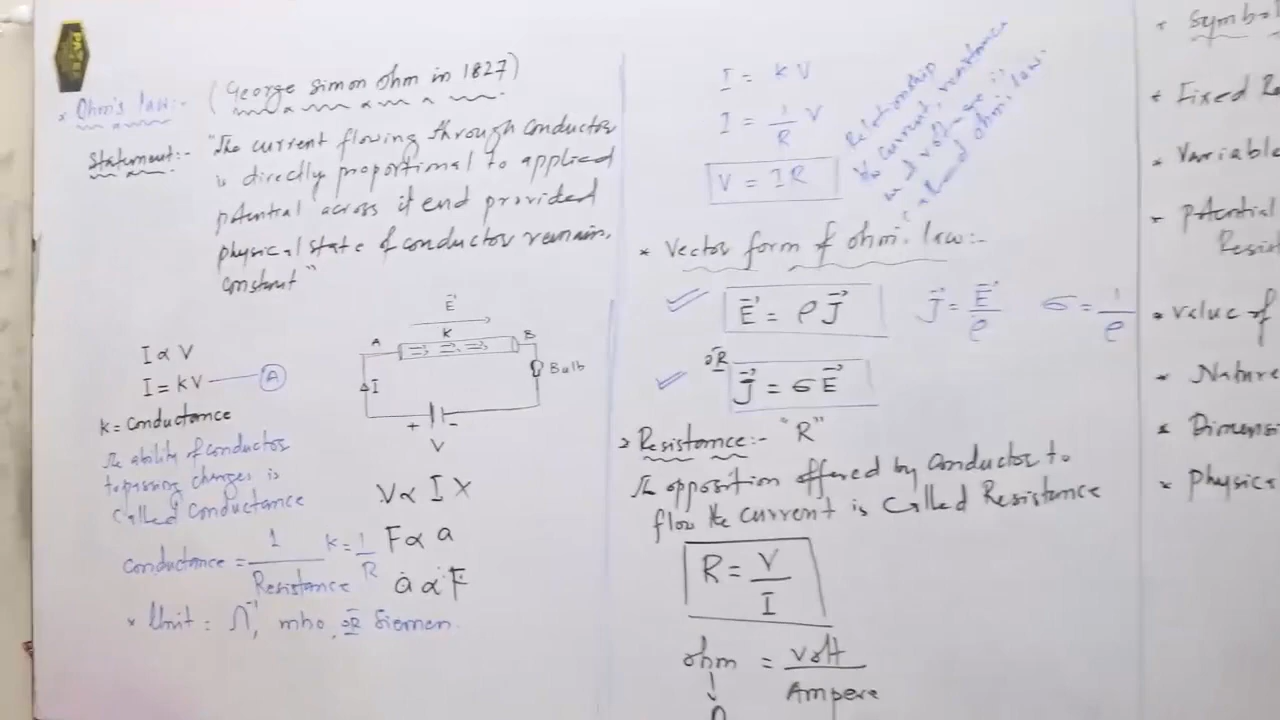 * Ohm's law:- (George Simon Ohm in 1827)
Statement:- "The current flowing through Conductor
is directly proportional to applied
potential across it end provided
physical state of conductor remain,
constant"
E
A K B
I
Bulb
+ -
V
I ∝ V
I = KV — A
K = Conductance
The ability of conductor
to passing charges is
called Conductance
Conductance = 1/Resistance K = 1/R
* Unit = Ω⁻¹, mho, OR Siemen.
V ∝ I X
F ∝ a
a ∝ F
I = KV
I = 1/R V
V = IR
Relationship
current, resistance
and voltage is
ohm's law.
* Vector form of ohm's law:-
E = ρJ J = E/ρ σ = 1/ρ
OR
J = σE
Resistance:- "R"
The opposition offered by Conductor to
flow the current is Called Resistance
R = V/I
ohm = Volt/Ampere
↓
Ω
* Symbol
* Fixed
* Variable
* Potential
* Value of
* Nature
* Dimensi
* Physics